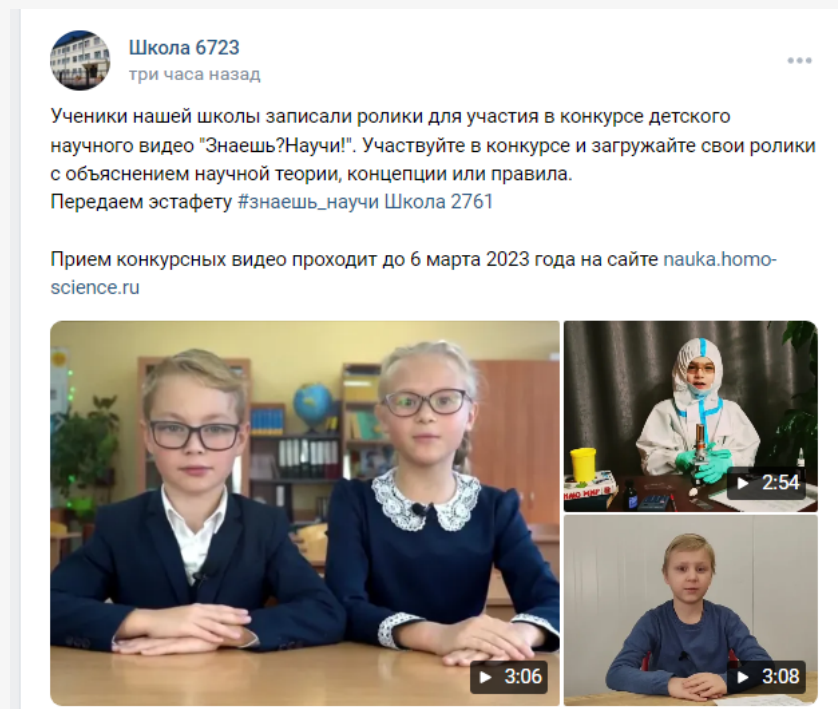 Школа 6723
три часа назад
Ученики нашей школы записали ролики для участия в конкурсе детского
научного видео "Знаешь?Научи!". Участвуйте в конкурсе и загружайте свои ролики
с объяснением научной теории, концепции или правила.
Передаем эстафету #знаешь_научи Школа 2761
Прием конкурсных видео проходит до 6 марта 2023 года на сайте nauka.homo-
science.ru
2:54
МИР
3:06
3:08